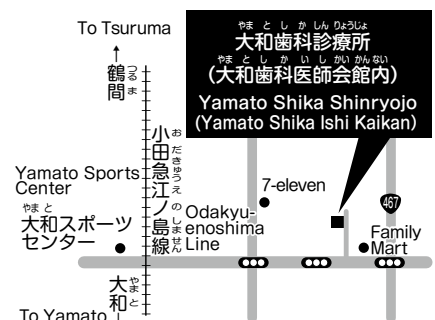 To Tsuruma
つる ま
鶴間
やま と し か しん りょうじょ
大和歯科診療所
やま と し か い し かい かん ない
(大和歯科医師会館内)
Yamato Shika Shinryojo
(Yamato Shika Ishi Kaikan)
お だ きゅう え の しま せん
小田急江ノ島線
Odakyu-
enoshima
Line
Yamato Sports
Center
やま と
大和スポーツ
センター
7-eleven
467
Family
Mart
やま と
大和
To Yamato